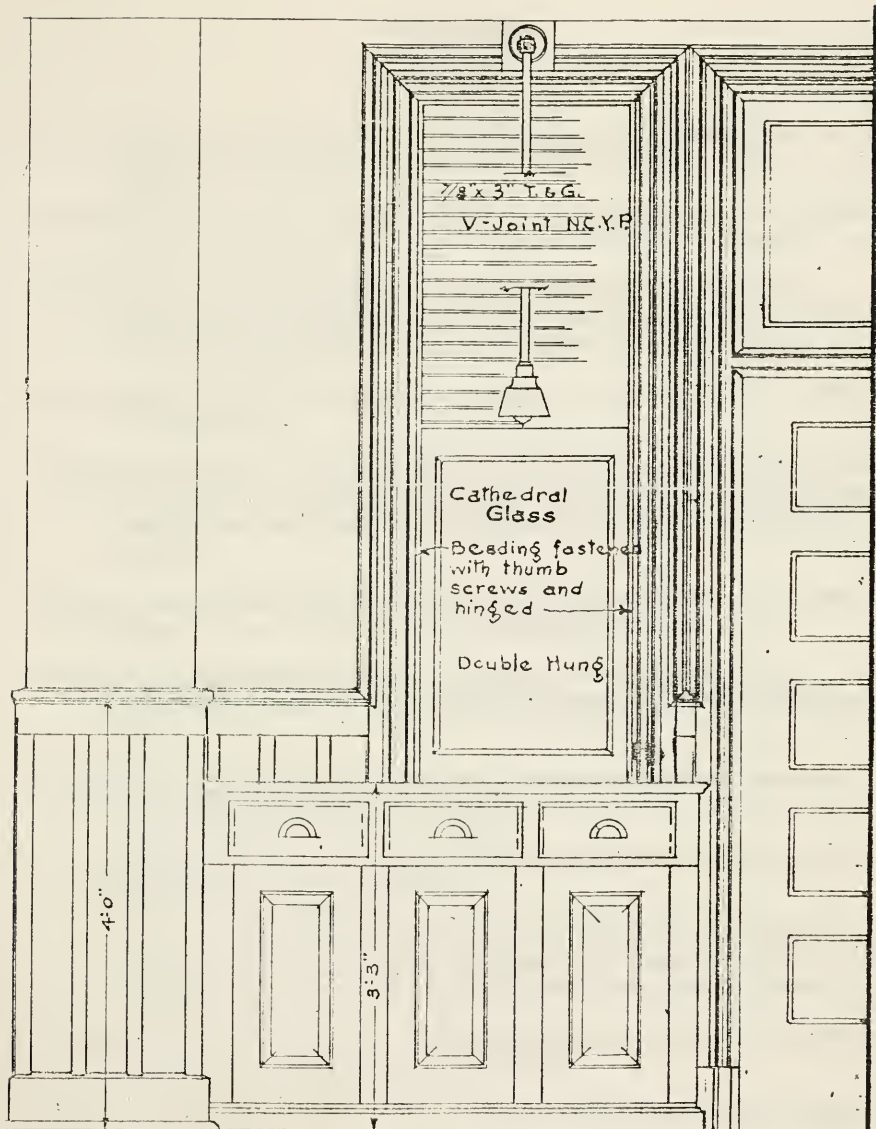 7/8" x 3" T. & G.
V-Joint N.C.Y.P.
Cathedral
Glass
Beading fastened
with thumb
screws and
hinged
Double Hung
4'-0"
3'-3"